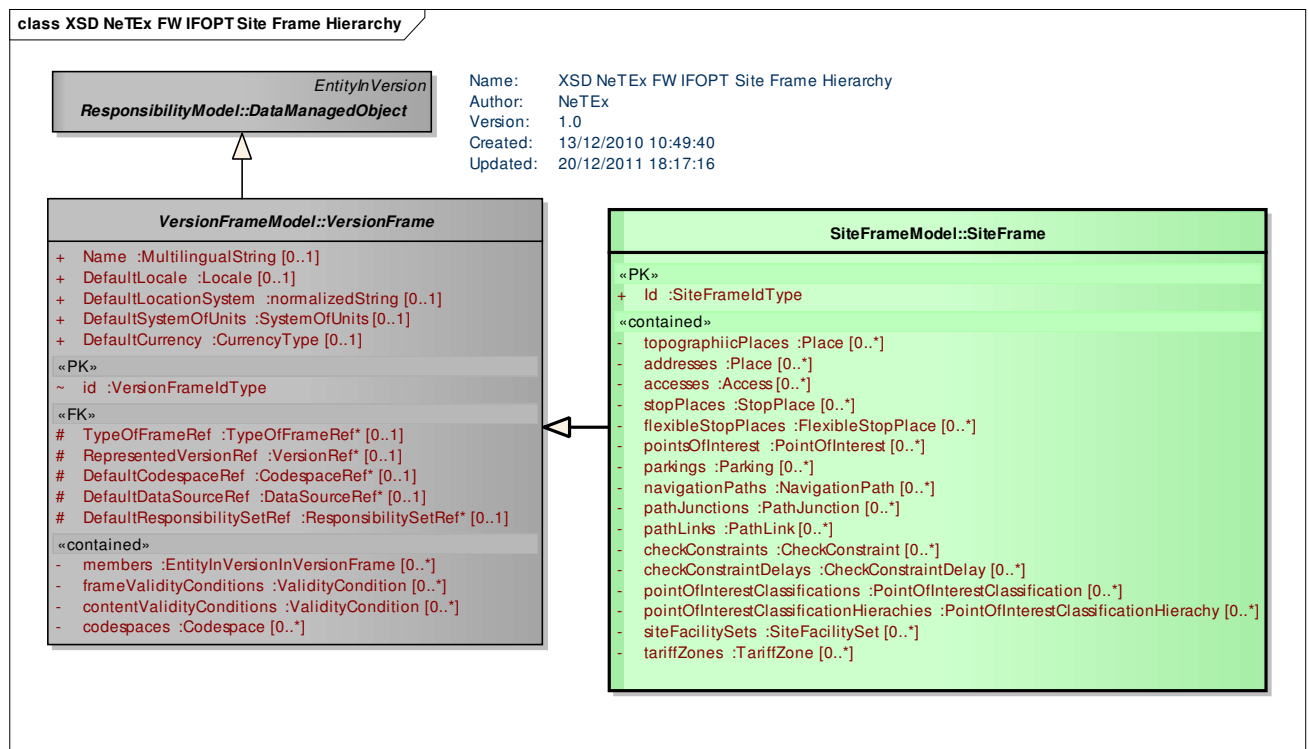 class XSD NeTEx FW IFOPT Site Frame Hierarchy
EntityInVersion
ResponsibilityModel::DataManagedObject
Name: XSD NeTEx FW IFOPT Site Frame Hierarchy
Author: NeTEx
Version: 1.0
Created: 13/12/2010 10:49:40
Updated: 20/12/2011 18:17:16
VersionFrameModel::VersionFrame
+ Name :MultilingualString [0..1]
+ DefaultLocale :Locale [0..1]
+ DefaultLocationSystem :normalizedString [0..1]
+ DefaultSystemOfUnits :SystemOfUnits [0..1]
+ DefaultCurrency :CurrencyType [0..1]
«PK»
~ id :VersionFrameIdType
«FK»
# TypeOfFrameRef :TypeOfFrameRef* [0..1]
# RepresentedVersionRef :VersionRef* [0..1]
# DefaultCodespaceRef :CodespaceRef* [0..1]
# DefaultDataSourceRef :DataSourceRef* [0..1]
# DefaultResponsibilitySetRef :ResponsibilitySetRef* [0..1]
«contained»
- members :EntityInVersionInVersionFrame [0..*]
- frameValidityConditions :ValidityCondition [0..*]
- contentValidityConditions :ValidityCondition [0..*]
- codespaces :Codespace [0..*]
SiteFrameModel::SiteFrame
«PK»
+ Id :SiteFrameIdType
«contained»
- topographiicPlaces :Place [0..*]
- addresses :Place [0..*]
- accesses :Access [0..*]
- stopPlaces :StopPlace [0..*]
- flexibleStopPlaces :FlexibleStopPlace [0..*]
- pointsOfInterest :PointOfInterest [0..*]
- parkings :Parking [0..*]
- navigationPaths :NavigationPath [0..*]
- pathJunctions :PathJunction [0..*]
- pathLinks :PathLink [0..*]
- checkConstraints :CheckConstraint [0..*]
- checkConstraintDelays :CheckConstraintDelay [0..*]
- pointOfInterestClassifications :PointOfInterestClassification [0..*]
- pointOfInterestClassificationHierachies :PointOfInterestClassificationHierachy [0..*]
- siteFacilitySets :SiteFacilitySet [0..*]
- tariffZones :TariffZone [0..*]